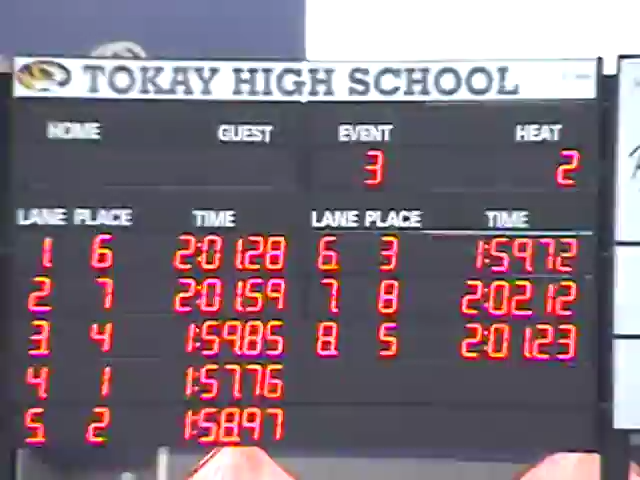 TOKAY HIGH SCHOOL
HOME GUEST EVENT HEAT
3 2
LANE PLACE TIME LANE PLACE TIME
1 6 2:01.28 6 3 1:59.72
2 7 2:01.59 7 8 2:02.12
3 4 1:59.85 8 5 2:01.23
4 1 1:57.76
5 2 1:58.97